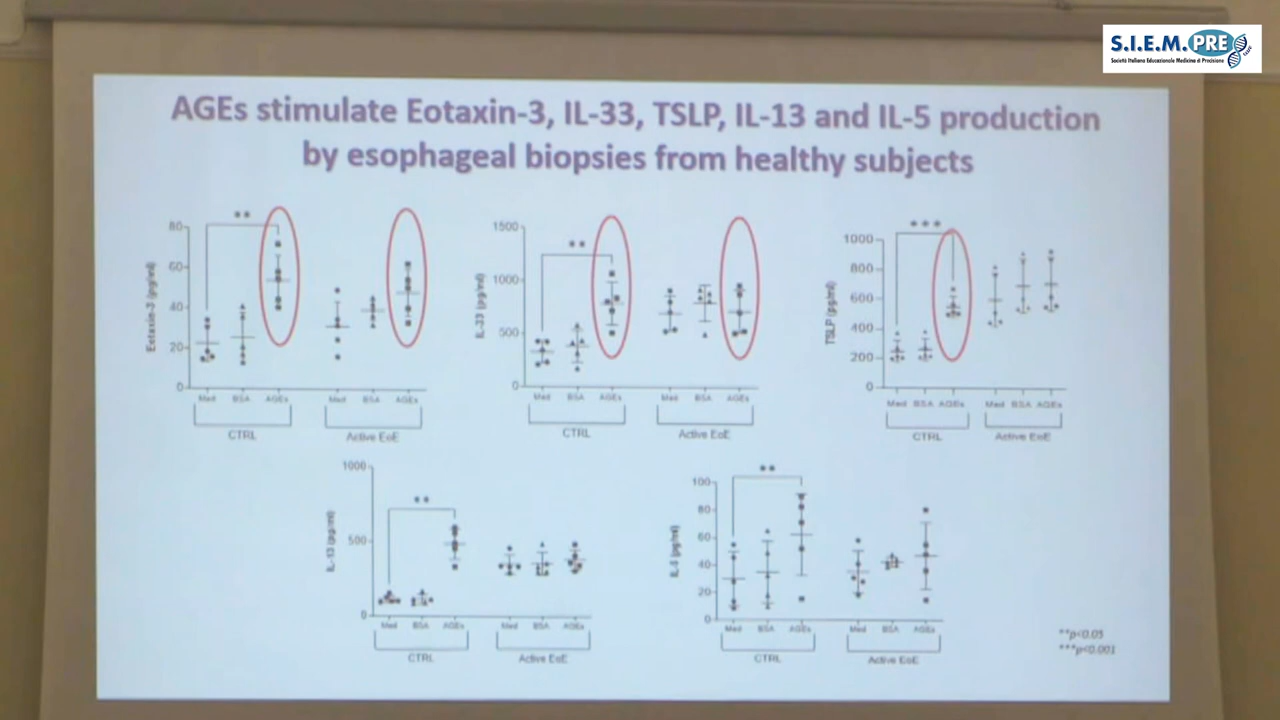 S.I.E.M.PRE
Società Italiana Educazionale Medicina di Precisione
AGEs stimulate Eotaxin-3, IL-33, TSLP, IL-13 and IL-5 production
by esophageal biopsies from healthy subjects
Eotaxin-3 (pg/ml)
80
60
40
20
0
**
Med BSA AGEs Med BSA AGEs
CTRL Active EoE
IL-33 (pg/ml)
1500
1000
500
0
**
Med BSA AGEs Med BSA AGEs
CTRL Active EoE
TSLP (pg/ml)
1000
800
600
400
200
0
***
Med BSA AGEs Med BSA AGEs
CTRL Active EoE
IL-13 (pg/ml)
1000
500
0
**
Med BSA AGEs Med BSA AGEs
CTRL Active EoE
(pg/ml)
100
80
60
40
20
0
**
Med BSA AGEs Med BSA AGEs
CTRL Active EoE
**p<0.05
***p<0.001